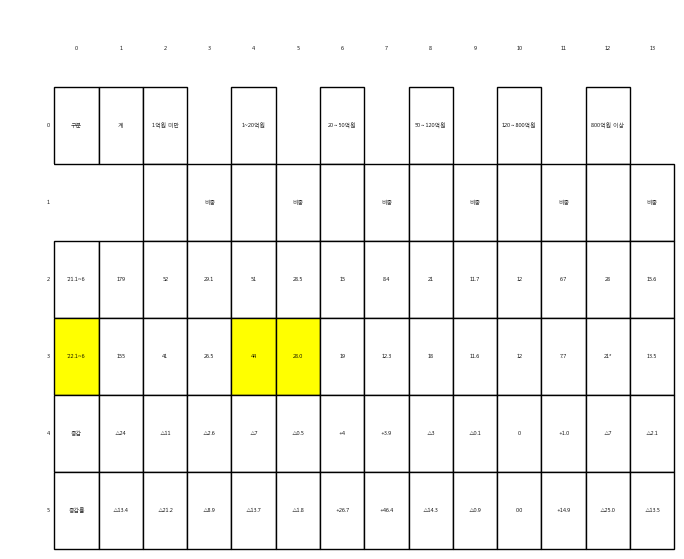 0 1 2 3 4 5 6 7 8 9 10 11 12 13
0 구분 계 1억원 미만 1~20억원 20~50억원 50~120억원 120~800억원 800억원 이상
1 비중 비중 비중 비중 비중 비중
2 '21.1~6 179 52 29.1 51 28.5 15 8.4 21 11.7 12 6.7 28 15.6
3 '22.1~6 155 41 26.5 44 28.0 19 12.3 18 11.6 12 7.7 21* 13.5
4 증감 △24 △11 △2.6 △7 △0.5 +4 +3.9 △3 △0.1 0 +1.0 △7 △2.1
5 증감률 △13.4 △21.2 △8.9 △13.7 △1.8 +26.7 +46.4 △14.3 △0.9 0.0 +14.9 △25.0 △13.5